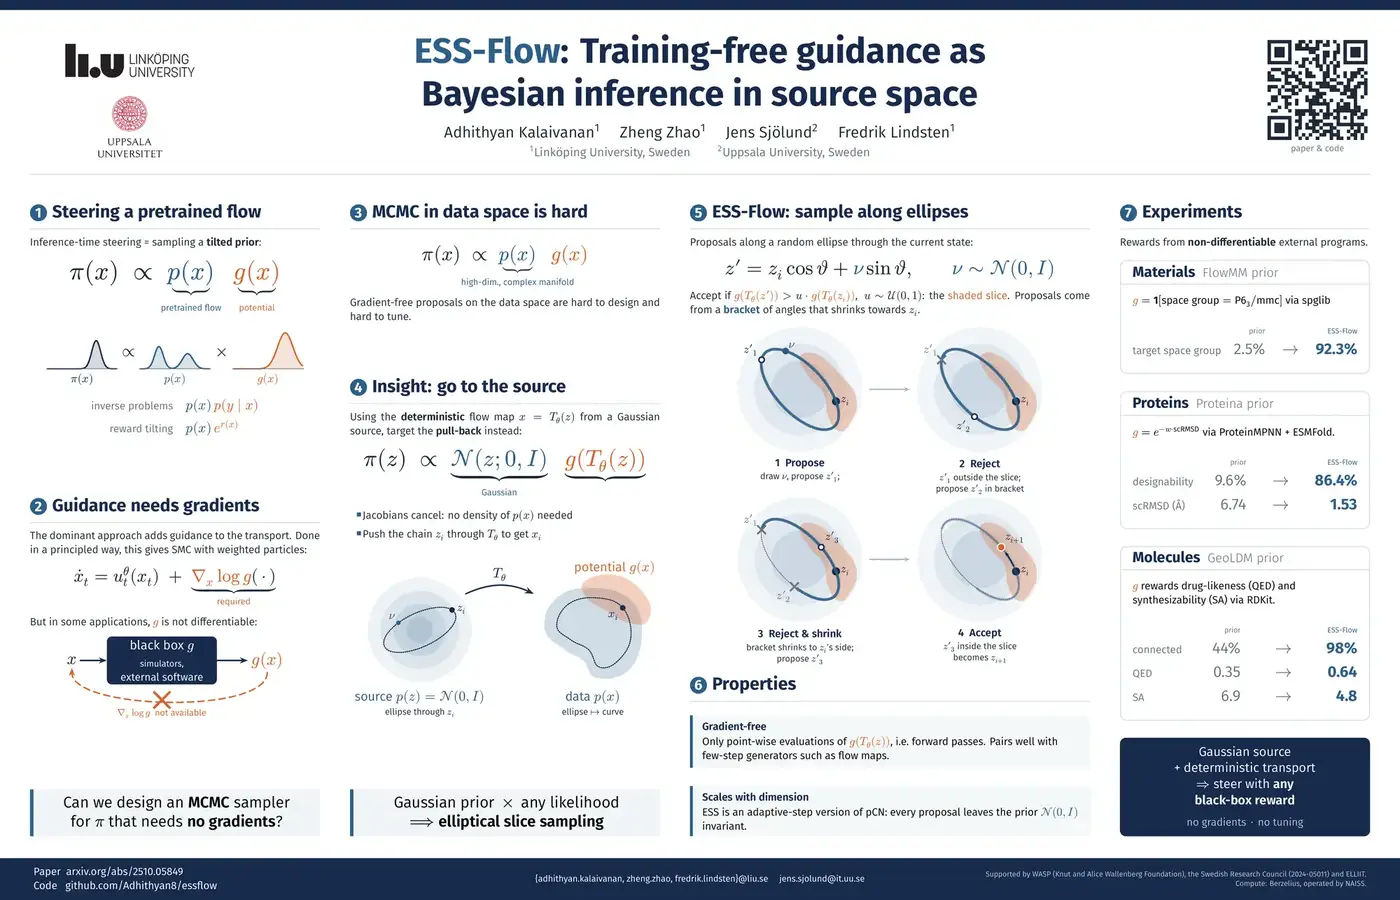 LINKÖPING
UNIVERSITY
UPPSALA
UNIVERSITET
ESS-Flow: Training-free guidance as
Bayesian inference in source space
Adhithyan Kalaivanan¹ Zheng Zhao¹ Jens Sjölund² Fredrik Lindsten¹
¹Linköping University, Sweden ²Uppsala University, Sweden
paper & code
1 Steering a pretrained flow
Inference-time steering = sampling a tilted prior:
π(x) ∝ p(x) g(x)
pretrained flow potential
∝ ×
π(x) p(x) g(x)
inverse problems p(x) p(y | x)
reward tilting p(x) e^{r(x)}
2 Guidance needs gradients
The dominant approach adds guidance to the transport. Done
in a principled way, this gives SMC with weighted particles:
ẋ_t = u_t^θ(x_t) + ∇_x log g(·)
required
But in some applications, g is not differentiable:
black box g
x g(x)
simulators,
external software
∇_x log g not available
Can we design an MCMC sampler
for π that needs no gradients?
3 MCMC in data space is hard
π(x) ∝ p(x) g(x)
high-dim., complex manifold
Gradient-free proposals on the data space are hard to design and
hard to tune.
4 Insight: go to the source
Using the deterministic flow map x = T_θ(z) from a Gaussian
source, target the pull-back instead:
π(z) ∝ N(z; 0, I) g(T_θ(z))
Gaussian
Jacobians cancel: no density of p(x) needed
Push the chain z_i through T_θ to get x_i
potential g(x)
T_θ
ν z_i x_i
source p(z) = N(0, I) data p(x)
ellipse through z_i ellipse ↦ curve
Gaussian prior × any likelihood
⟹ elliptical slice sampling
5 ESS-Flow: sample along ellipses
Proposals along a random ellipse through the current state:
z′ = z_i cos ϑ + ν sin ϑ, ν ∼ N(0, I)
Accept if g(T_θ(z′)) > u · g(T_θ(z_i)), u ∼ U(0, 1): the shaded slice. Proposals come
from a bracket of angles that shrinks towards z_i.
z′_1 ν z_i
z′_1 z_i z′_2
1 Propose
draw ν, propose z′_1;
2 Reject
z′_1 outside the slice;
propose z′_2 in bracket
z′_1 z′_3 z_i z′_2
z_{i+1} z_i
3 Reject & shrink
bracket shrinks to z_i's side;
propose z′_3
4 Accept
z′_3 inside the slice
becomes z_{i+1}
6 Properties
Gradient-free
Only point-wise evaluations of g(T_θ(z)), i.e. forward passes. Pairs well with
few-step generators such as flow maps.
Scales with dimension
ESS is an adaptive-step version of pCN: every proposal leaves the prior N(0, I)
invariant.
7 Experiments
Rewards from non-differentiable external programs.
Materials FlowMM prior
g = 1[space group = P6₃/mmc] via spglib
prior ESS-Flow
target space group 2.5% → 92.3%
Proteins Proteina prior
g = e^{−w·scRMSD} via ProteinMPNN + ESMFold.
prior ESS-Flow
designability 9.6% → 86.4%
scRMSD (Å) 6.74 → 1.53
Molecules GeoLDM prior
g rewards drug-likeness (QED) and
synthesizability (SA) via RDKit.
prior ESS-Flow
connected 44% → 98%
QED 0.35 → 0.64
SA 6.9 → 4.8
Gaussian source
+ deterministic transport
⇒ steer with any
black-box reward
no gradients · no tuning
Paper arxiv.org/abs/2510.05849
Code github.com/Adhithyan8/essflow
{adhithyan.kalaivanan, zheng.zhao, fredrik.lindsten}@liu.se jens.sjolund@it.uu.se
Supported by WASP (Knut and Alice Wallenberg Foundation), the Swedish Research Council (2024-05011) and ELLIIT.
Compute: Berzelius, operated by NAISS.